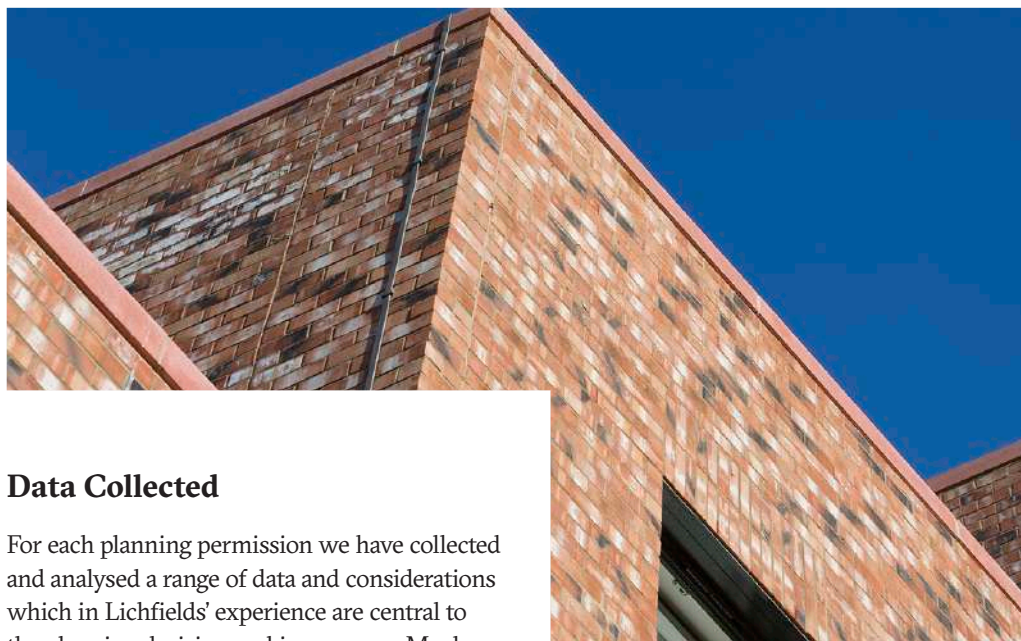 Data Collected
For each planning permission we have collected
and analysed a range of data and considerations
which in Lichfields’ experience are central to